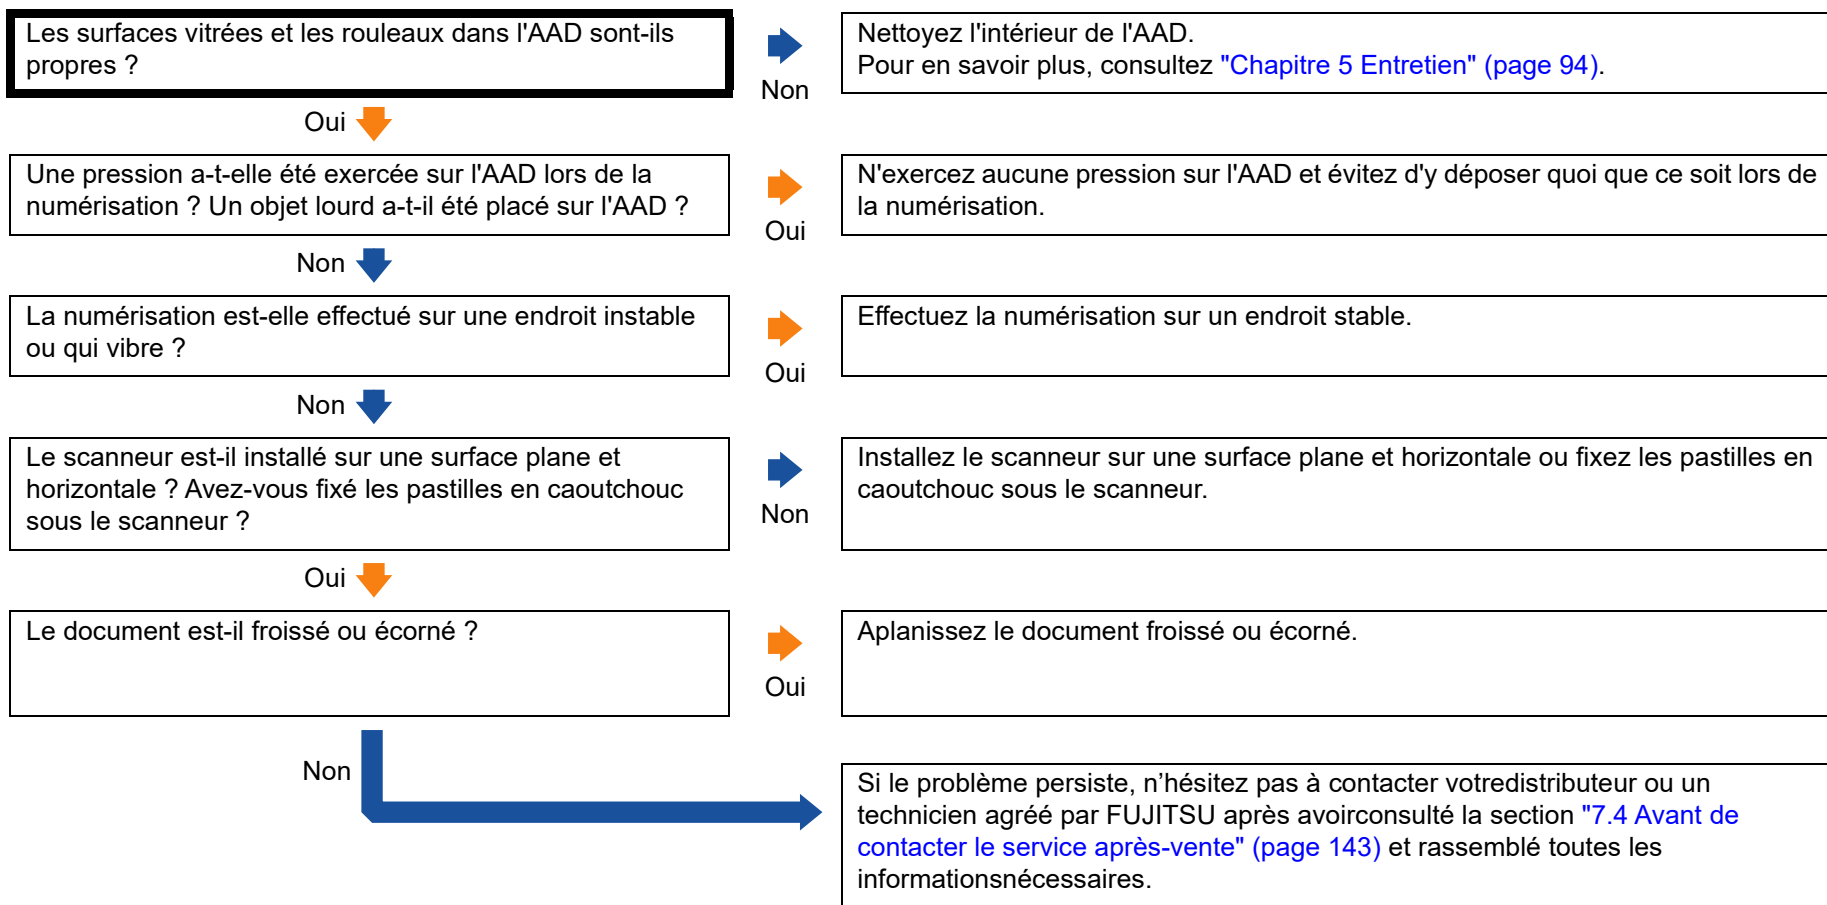 Les surfaces vitrées et les rouleaux dans l'AAD sont-ils
propres ?
Non
Nettoyez l'intérieur de l'AAD.
Pour en savoir plus, consultez "Chapitre 5 Entretien" (page 94).
Oui
Une pression a-t-elle été exercée sur l'AAD lors de la
numérisation ? Un objet lourd a-t-il été placé sur l'AAD ?
Oui
N'exercez aucune pression sur l'AAD et évitez d'y déposer quoi que ce soit lors de
la numérisation.
Non
La numérisation est-elle effectué sur une endroit instable
ou qui vibre ?
Oui
Effectuez la numérisation sur un endroit stable.
Non
Le scanneur est-il installé sur une surface plane et
horizontale ? Avez-vous fixé les pastilles en caoutchouc
sous le scanneur ?
Non
Installez le scanneur sur une surface plane et horizontale ou fixez les pastilles en
caoutchouc sous le scanneur.
Oui
Le document est-il froissé ou écorné ?
Oui
Aplanissez le document froissé ou écorné.
Non
Si le problème persiste, n’hésitez pas à contacter votredistributeur ou un
technicien agréé par FUJITSU après avoirconsulté la section "7.4 Avant de
contacter le service après-vente" (page 143) et rassemblé toutes les
informationsnécessaires.